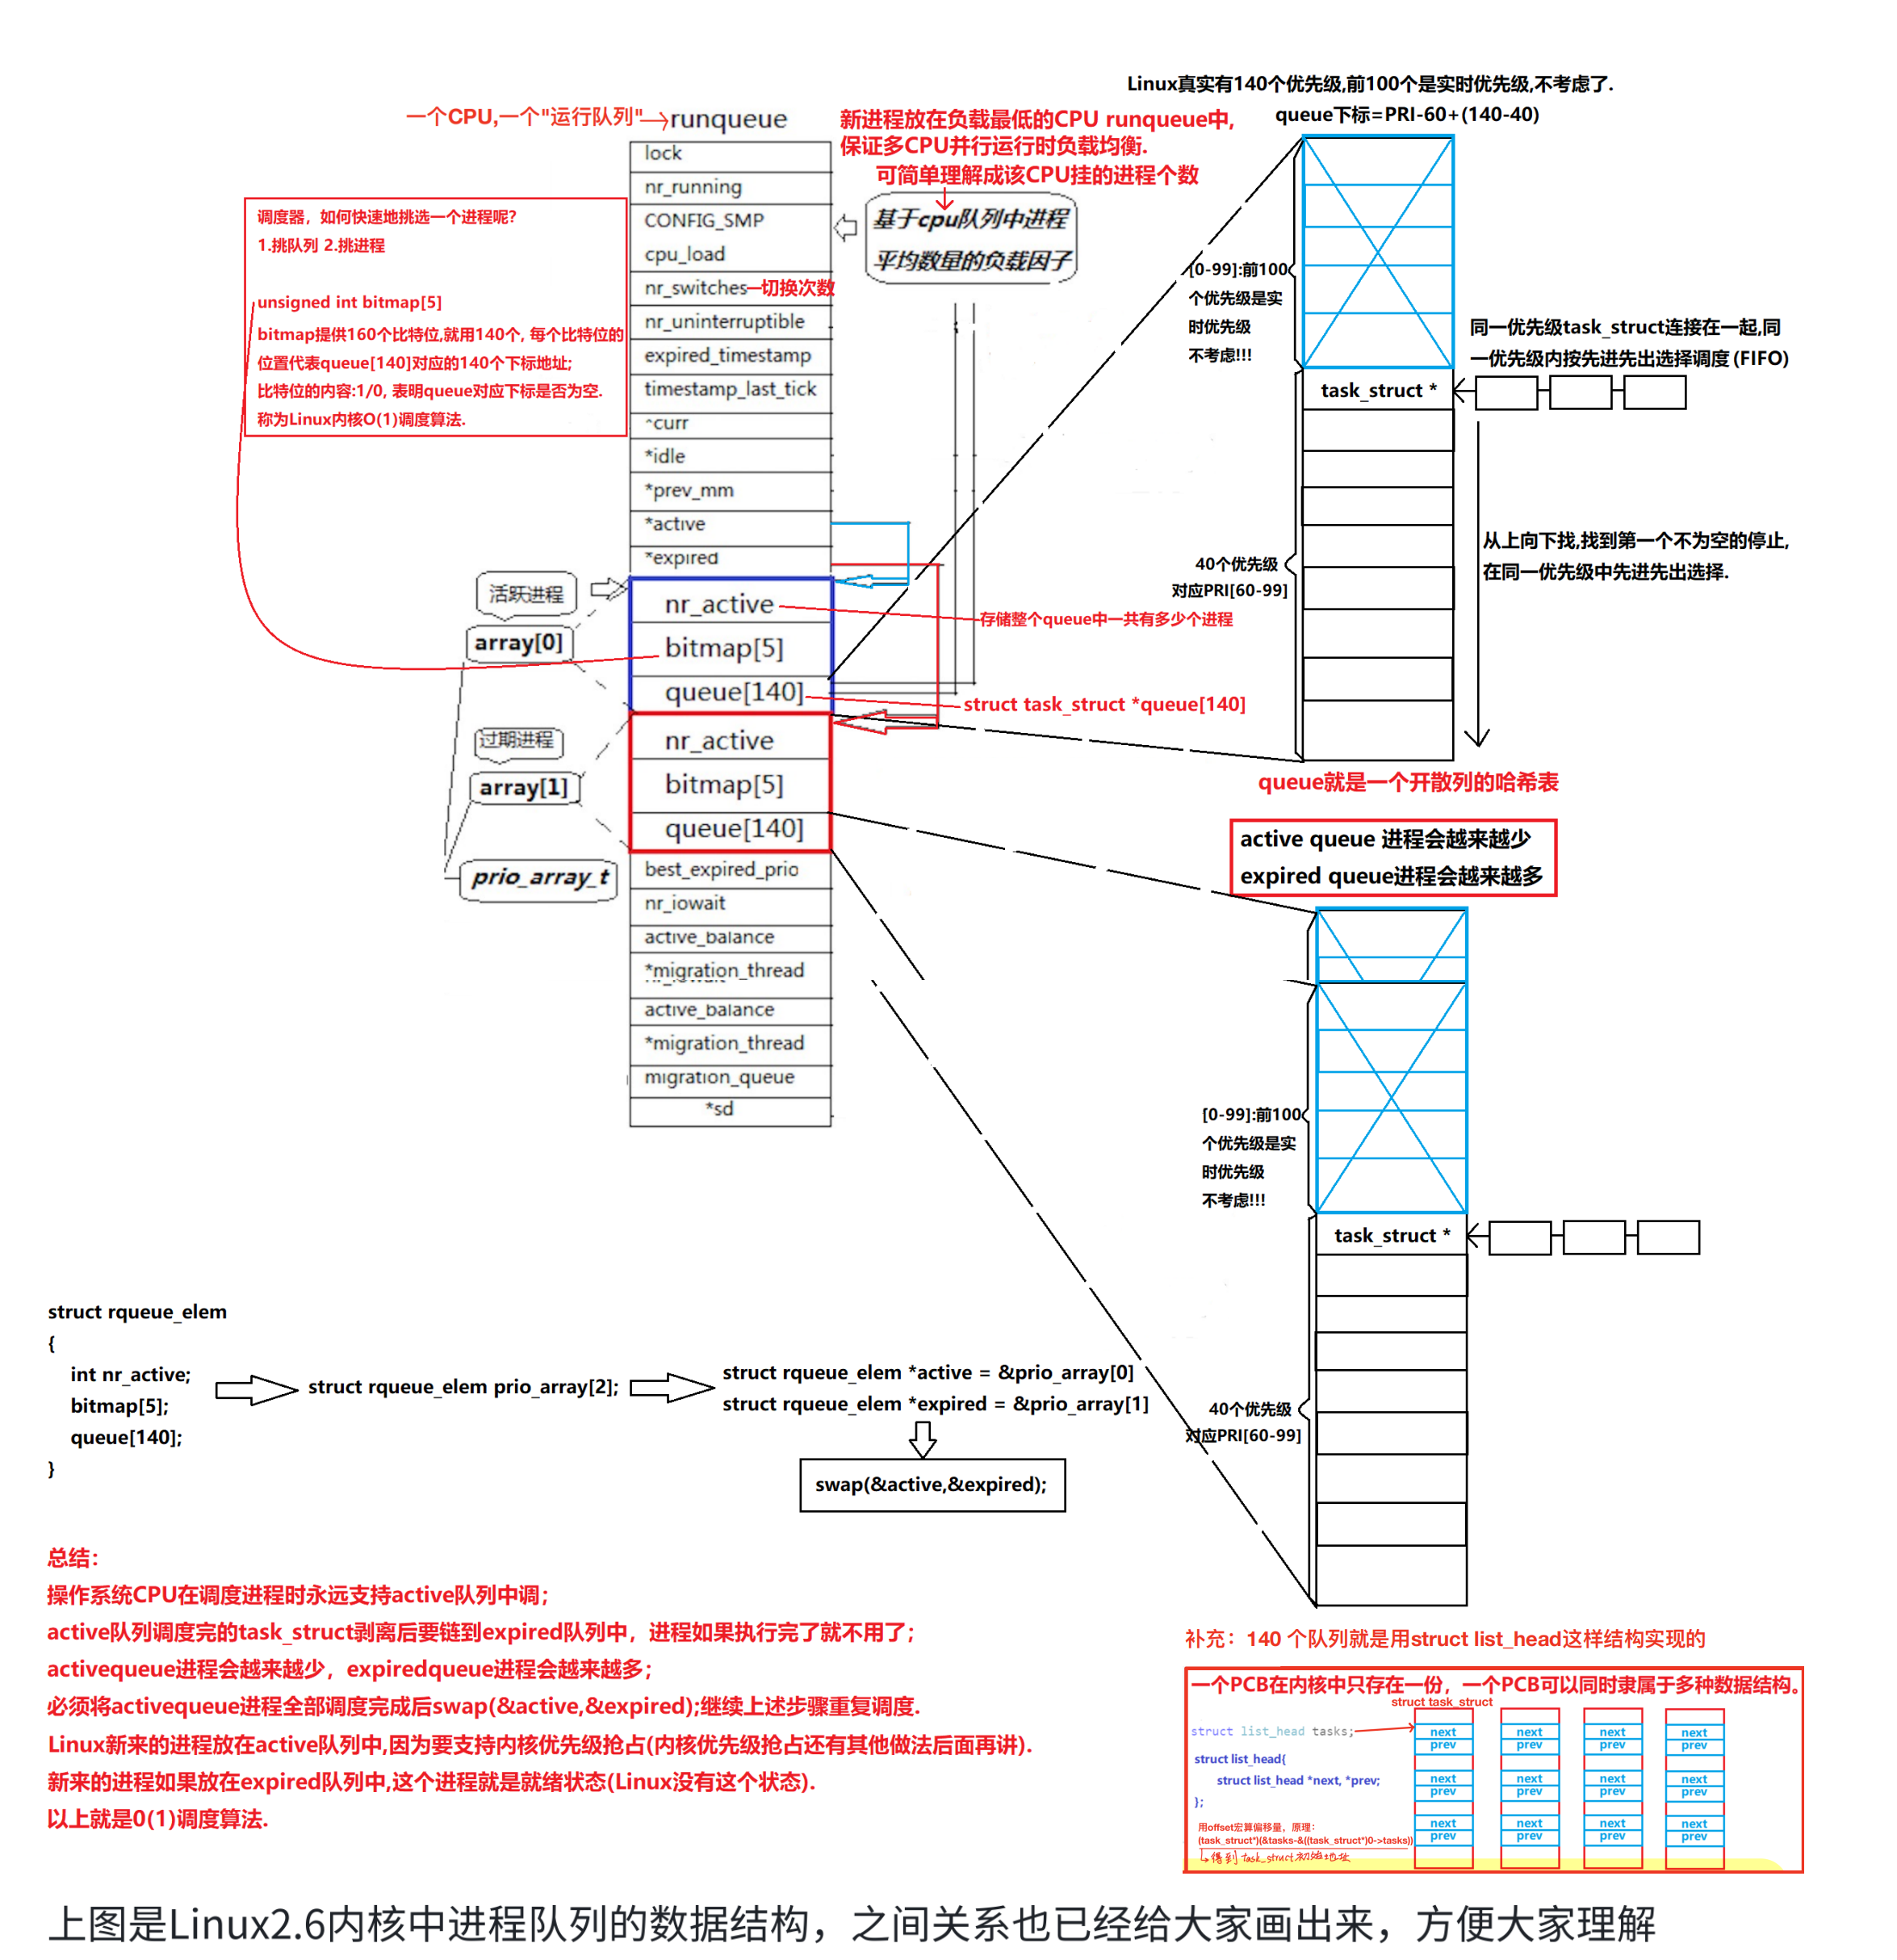 Linux真实有140个优先级,前100个是实时优先级,不考虑了.
queue下标=PRI-60+(140-40)
一个CPU,一个"运行队列"
runqueue
新进程放在负载最低的CPU runqueue中,
保证多CPU并行运行时负载均衡.
可简单理解成该CPU挂的进程个数
基于cpu队列中进程
平均数量的负载因子
调度器，如何快速地挑选一个进程呢?
1.挑队列 2.挑进程
unsigned int bitmap[5]
bitmap提供160个比特位,就用140个, 每个比特位的
位置代表queue[140]对应的140个下标地址;
比特位的内容:1/0, 表明queue对应下标是否为空.
称为Linux内核O(1)调度算法.
lock
nr_running
CONFIG_SMP
cpu_load
nr_switches
切换次数
nr_uninterruptible
expired_timestamp
timestamp_last_tick
*curr
*idle
*prev_mm
*active
*expired
nr_active
bitmap[5]
queue[140]
nr_active
bitmap[5]
queue[140]
best_expired_prio
nr_iowait
active_balance
*migration_thread
active_balance
*migration_thread
migration_queue
*sd
活跃进程
array[0]
过期进程
array[1]
prio_array_t
存储整个queue中一共有多少个进程
struct task_struct *queue[140]
[0-99]:前100
个优先级是实
时优先级
不考虑!!!
task_struct *
同一优先级task_struct连接在一起,同
一优先级内按先进先出选择调度 (FIFO)
40个优先级
对应PRI[60-99]
从上向下找,找到第一个不为空的停止,
在同一优先级中先进先出选择.
queue就是一个开散列的哈希表
active queue 进程会越来越少
expired queue进程会越来越多
[0-99]:前100
个优先级是实
时优先级
不考虑!!!
task_struct *
40个优先级
对应PRI[60-99]
struct rqueue_elem
{
int nr_active;
bitmap[5];
queue[140];
}
struct rqueue_elem prio_array[2];
struct rqueue_elem *active = &prio_array[0]
struct rqueue_elem *expired = &prio_array[1]
swap(&active,&expired);
总结：
操作系统CPU在调度进程时永远支持active队列中调；
active队列调度完的task_struct剥离后要链到expired队列中，进程如果执行完了就不用了；
activequeue进程会越来越少，expiredqueue进程会越来越多；
必须将activequeue进程全部调度完成后swap(&active,&expired);继续上述步骤重复调度.
Linux新来的进程放在active队列中,因为要支持内核优先级抢占(内核优先级抢占还有其他做法后面再讲).
新来的进程如果放在expired队列中,这个进程就是就绪状态(Linux没有这个状态).
以上就是0(1)调度算法.
补充：140 个队列就是用struct list_head这样结构实现的
一个PCB在内核中只存在一份，一个PCB可以同时隶属于多种数据结构。
struct task_struct
struct list_head tasks;
struct list_head{
struct list_head *next, *prev;
};
用offset宏算偏移量，原理：
(task_struct*)(&tasks-&((task_struct*)0->tasks))
得到task_struct初始地址
next next next next
prev prev prev prev
next next next next
prev prev prev prev
next next next next
prev prev prev prev
上图是Linux2.6内核中进程队列的数据结构，之间关系也已经给大家画出来，方便大家理解